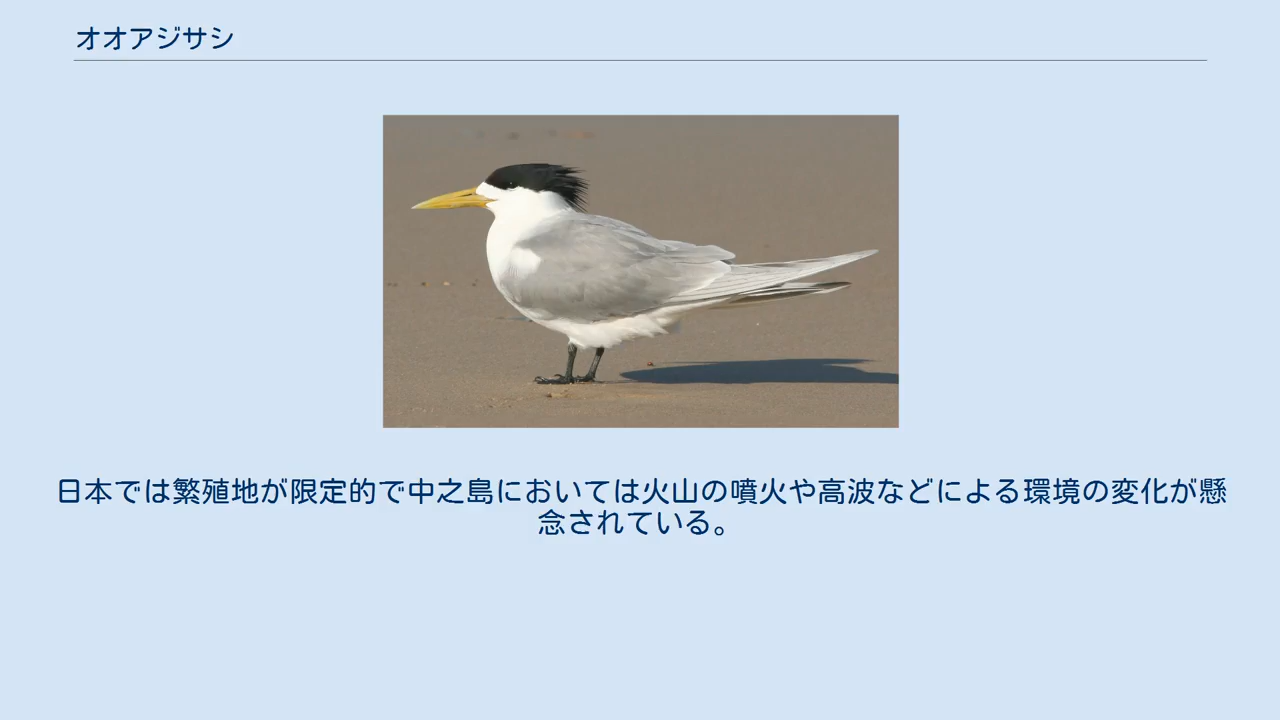 オオアジサシ
日本では繁殖地が限定的で中之島においては火山の噴火や高波などによる環境の変化が懸
念されている。